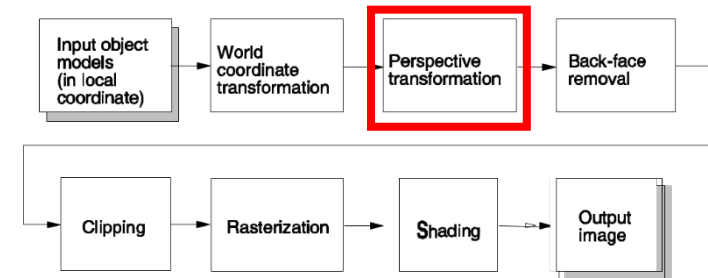 Input object
models
(in local
coordinate)
World
coordinate
transformation
Perspective
transformation
Back-face
removal
Clipping
Rasterization
Shading
Output
image